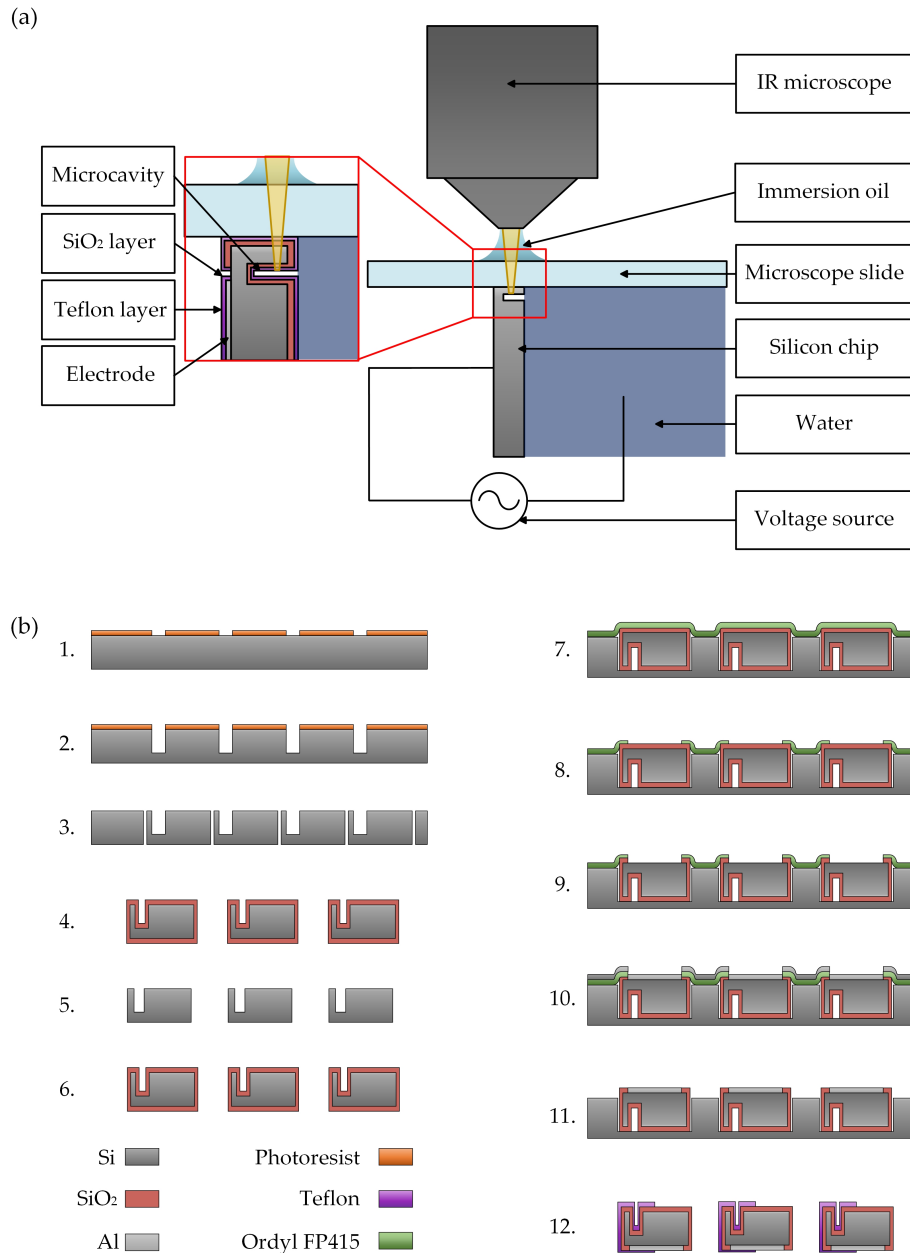 (a)
IR microscope
Microcavity
Immersion oil
SiO₂ layer
Microscope slide
Teflon layer
Silicon chip
Electrode
Water
Voltage source
(b)
1.
2.
3.
4.
5.
6.
7.
8.
9.
10.
11.
12.
Si
Photoresist
SiO₂
Teflon
Al
Ordyl FP415